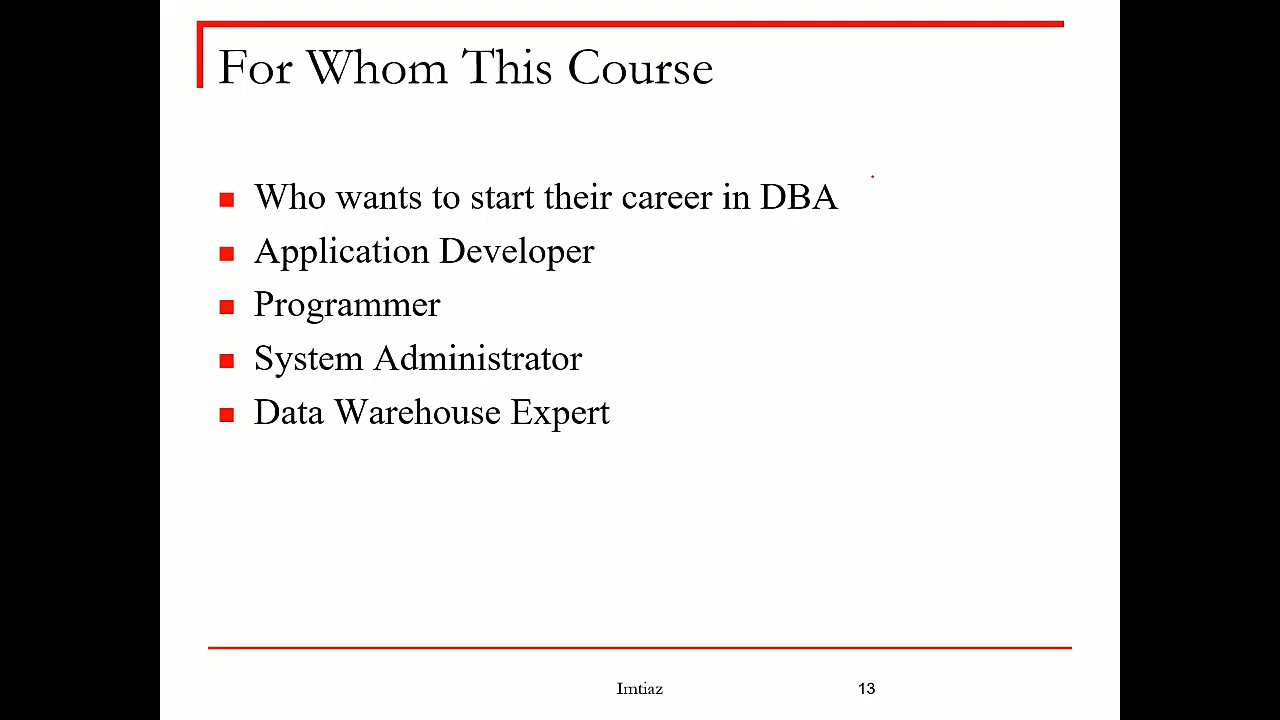 For Whom This Course
Who wants to start their career in DBA
Application Developer
Programmer
System Administrator
Data Warehouse Expert
Imtiaz
13